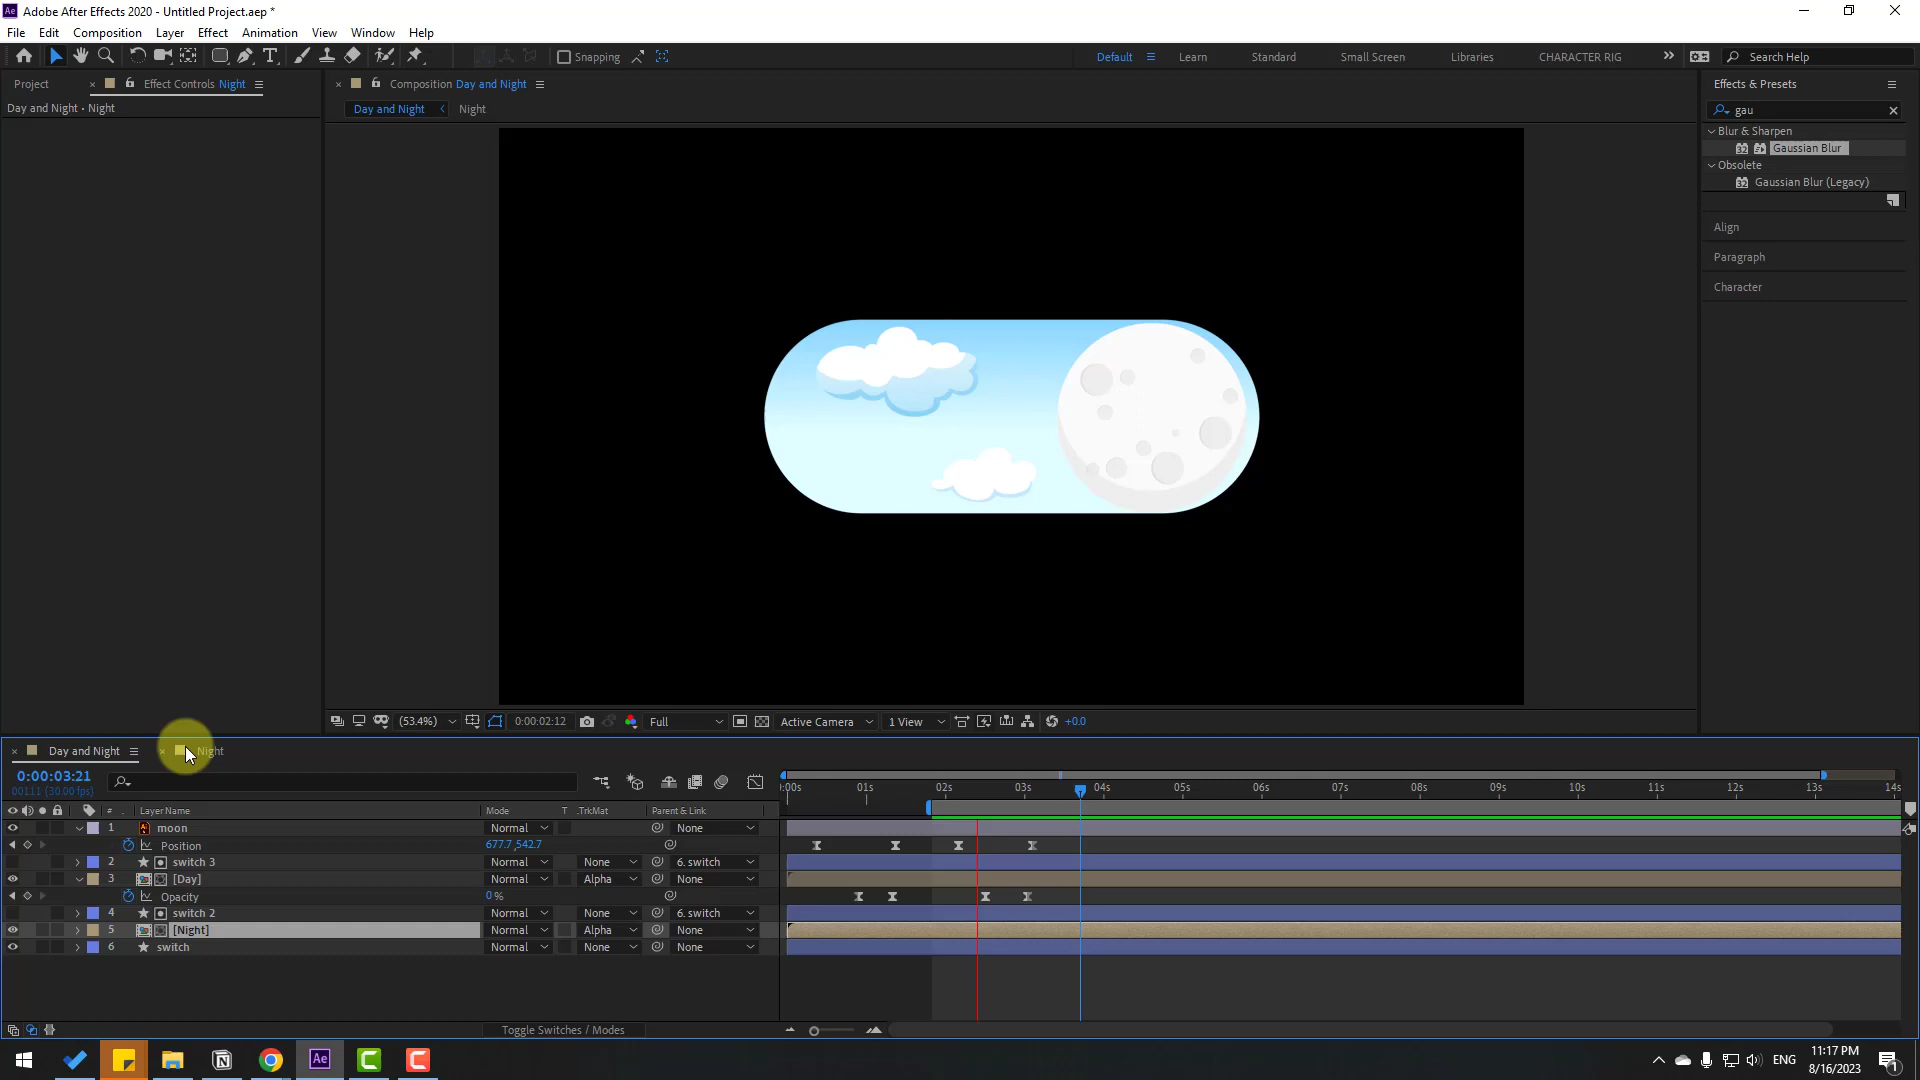 Ae Adobe After Effects 2020 - Untitled Project.aep *
File Edit Composition Layer Effect Animation View Window Help
Snapping Default Learn Standard Small Screen Libraries CHARACTER RIG Search Help
Project Effect Controls Night
Composition Day and Night
Effects & Presets
Day and Night • Night
Day and Night Night
gau
Blur & Sharpen
32 Gaussian Blur
Obsolete
32 Gaussian Blur (Legacy)
Align
Paragraph
Character
(53.4%) 0:00:02:12 Full Active Camera 1 View +0.0
Day and Night Night
0:00:03:21
00111 (30.00 fps)
:00s 01s 02s 03s 04s 05s 06s 07s 08s 09s 10s 11s 12s 13s 14s
# Layer Name Mode T .TrkMat Parent & Link
1 Ai moon Normal None
Position 677.7,542.7
2 switch 3 Normal None 6. switch
3 [Day] Normal Alpha None
Opacity 0%
4 switch 2 Normal None 6. switch
5 [Night] Normal Alpha None
6 switch Normal None None
Toggle Switches / Modes
Ae ENG 11:17 PM
8/16/2023
1